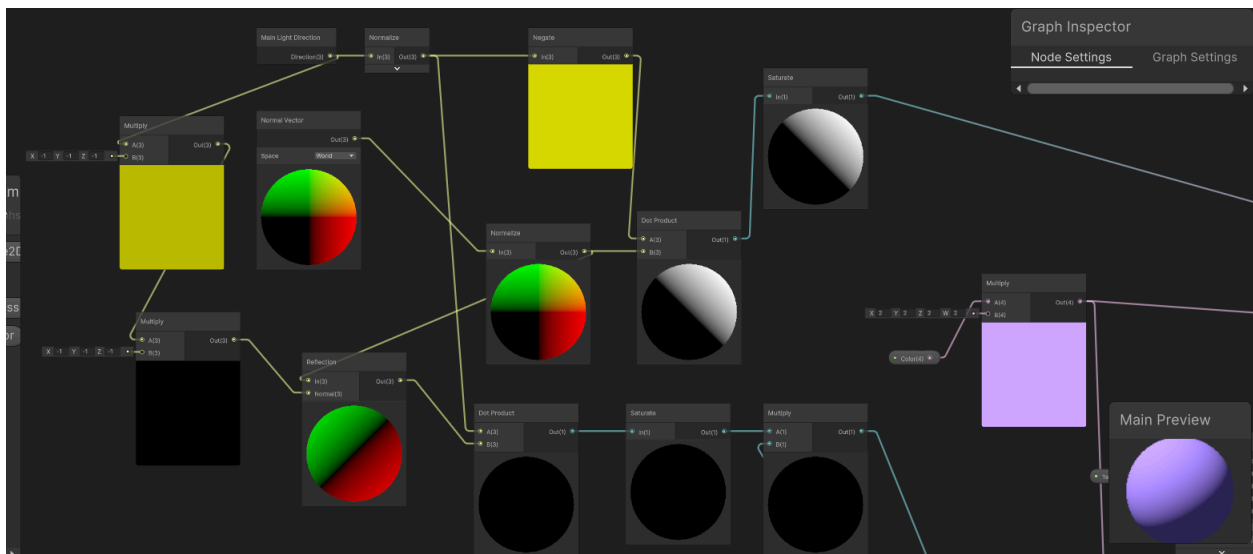 Graph Inspector
Node Settings
Graph Settings
Main Light Direction
Direction(3)
Normalize
In(3) Out(3)
Negate
In(3) Out(3)
Saturate
In(1) Out(1)
Multiply
A(3) Out(3)
B(3)
X -1 Y -1 Z -1
Normal Vector
Out(3)
Space World
Normalize
In(3) Out(3)
Dot Product
A(3) Out(1)
B(3)
Multiply
A(4) Out(4)
B(4)
X 2 Y 2 Z 2 W 2
Color(4)
Multiply
A(3) Out(3)
B(3)
X -1 Y -1 Z -1
Reflection
In(3) Out(3)
Normal(3)
Dot Product
A(3) Out(1)
B(3)
Saturate
In(1) Out(1)
Multiply
A(1) Out(1)
B(1)
Main Preview